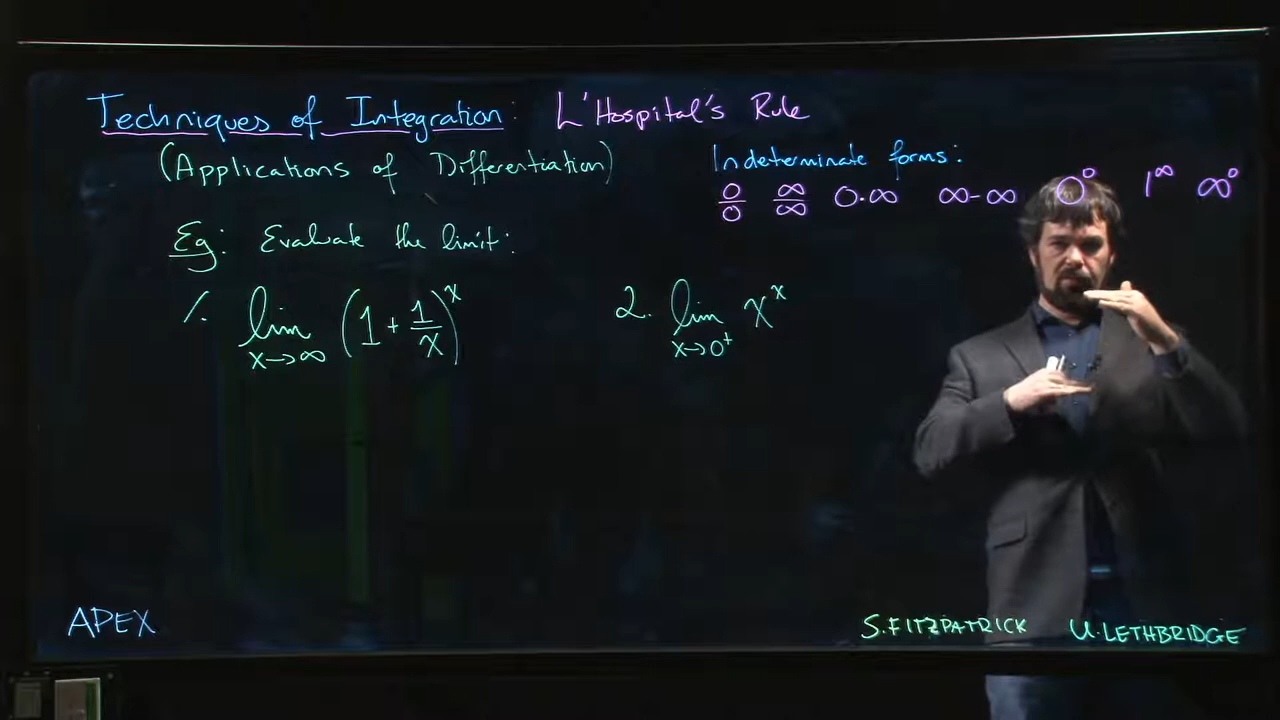 Techniques of Integration: L'Hospital's Rule
(Applications of Differentiation)
Indeterminate forms:
0/0 ∞/∞ 0·∞ ∞-∞ 0⁰ 1^∞ ∞⁰
Eg: Evaluate the limit:
1. lim x→∞ (1 + 1/x)^x
2. lim x→0⁺ x^x
APEX
S. FITZPATRICK U. LETHBRIDGE